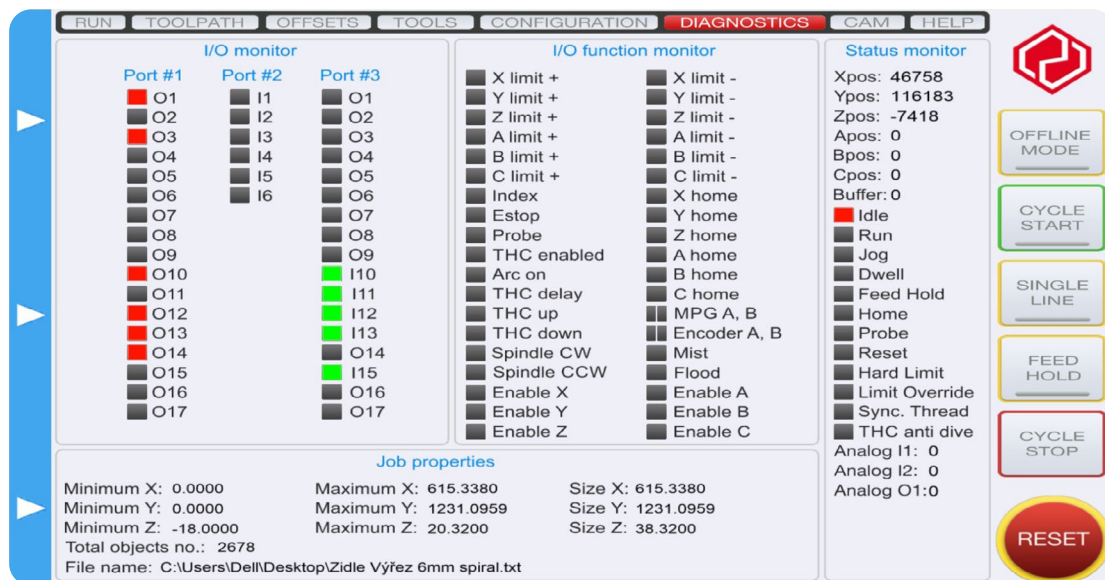 RUN TOOLPATH OFFSETS TOOLS CONFIGURATION DIAGNOSTICS CAM HELP
I/O monitor
Port #1 Port #2 Port #3
O1 I1 O1
O2 I2 O2
O3 I3 O3
O4 I4 O4
O5 I5 O5
O6 I6 O6
O7 O7
O8 O8
O9 O9
O10 I10
O11 I11
O12 I12
O13 I13
O14 O14
O15 I15
O16 O16
O17 O17
I/O function monitor
X limit + X limit -
Y limit + Y limit -
Z limit + Z limit -
A limit + A limit -
B limit + B limit -
C limit + C limit -
Index X home
Estop Y home
Probe Z home
THC enabled A home
Arc on B home
THC delay C home
THC up MPG A, B
THC down Encoder A, B
Spindle CW Mist
Spindle CCW Flood
Enable X Enable A
Enable Y Enable B
Enable Z Enable C
Status monitor
Xpos: 46758
Ypos: 116183
Zpos: -7418
Apos: 0
Bpos: 0
Cpos: 0
Buffer: 0
Idle
Run
Jog
Dwell
Feed Hold
Home
Probe
Reset
Hard Limit
Limit Override
Sync. Thread
THC anti dive
Analog I1: 0
Analog I2: 0
Analog O1:0
Job properties
Minimum X: 0.0000 Maximum X: 615.3380 Size X: 615.3380
Minimum Y: 0.0000 Maximum Y: 1231.0959 Size Y: 1231.0959
Minimum Z: -18.0000 Maximum Z: 20.3200 Size Z: 38.3200
Total objects no.: 2678
File name: C:\Users\Dell\Desktop\Zidle Výřez 6mm spiral.txt
OFFLINE
MODE
CYCLE
START
SINGLE
LINE
FEED
HOLD
CYCLE
STOP
RESET